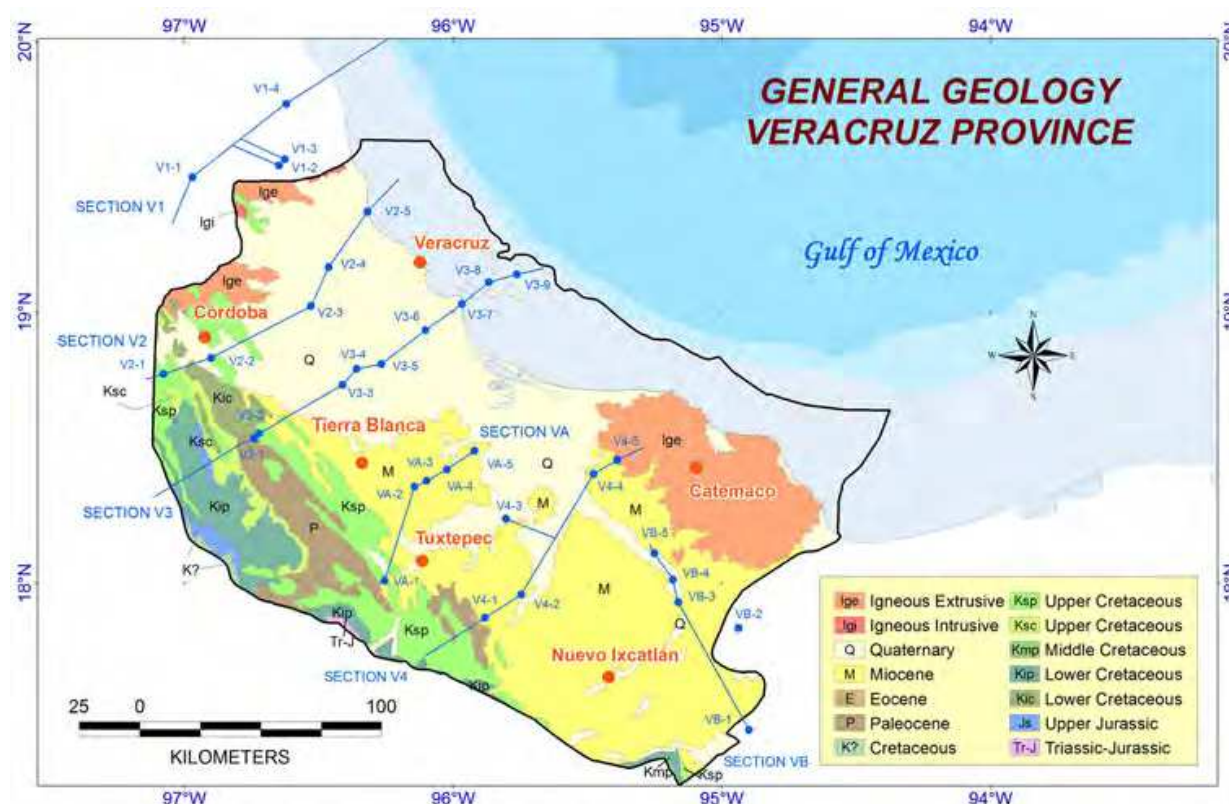 97°W 96°W 95°W 94°W
20°N
20°N
GENERAL GEOLOGY
VERACRUZ PROVINCE
V1-4
V1-3
V1-2
V1-1
SECTION V1
Ige
Igi
V2-5
Veracruz
Gulf of Mexico
V2-4
V3-8
V3-9
Ige
19°N
19°N
Córdoba
V2-3
V3-7
V3-6
SECTION V2
N
W E
S
V2-1
V2-2
Q
V3-4
V3-5
V3-3
Ksc
Kic
Ksp
Tierra Blanca
SECTION VA
V4-5
Ige
Ksc
V3-1
VA-3
VA-5
Q
Catemaco
M
VA-4
V4-4
VA-2
SECTION V3
Kip
Ksp
V4-3
M
M
P
Tuxtepec
VB-5
K?
18°N
18°N
VA-1
VB-4
M
V4-1
V4-2
VB-3
VB-2
Kip
Tr-J
Ksp
Q
Nuevo Ixcatlán
SECTION V4
Kip
VB-1
Kmp
Ksp
SECTION VB
25 0 100
KILOMETERS
Ige Igneous Extrusive
Igi Igneous Intrusive
Q Quaternary
M Miocene
E Eocene
P Paleocene
K? Cretaceous
Ksp Upper Cretaceous
Ksc Upper Cretaceous
Kmp Middle Cretaceous
Kip Lower Cretaceous
Kic Lower Cretaceous
Js Upper Jurassic
Tr-J Triassic-Jurassic
97°W 96°W 95°W 94°W